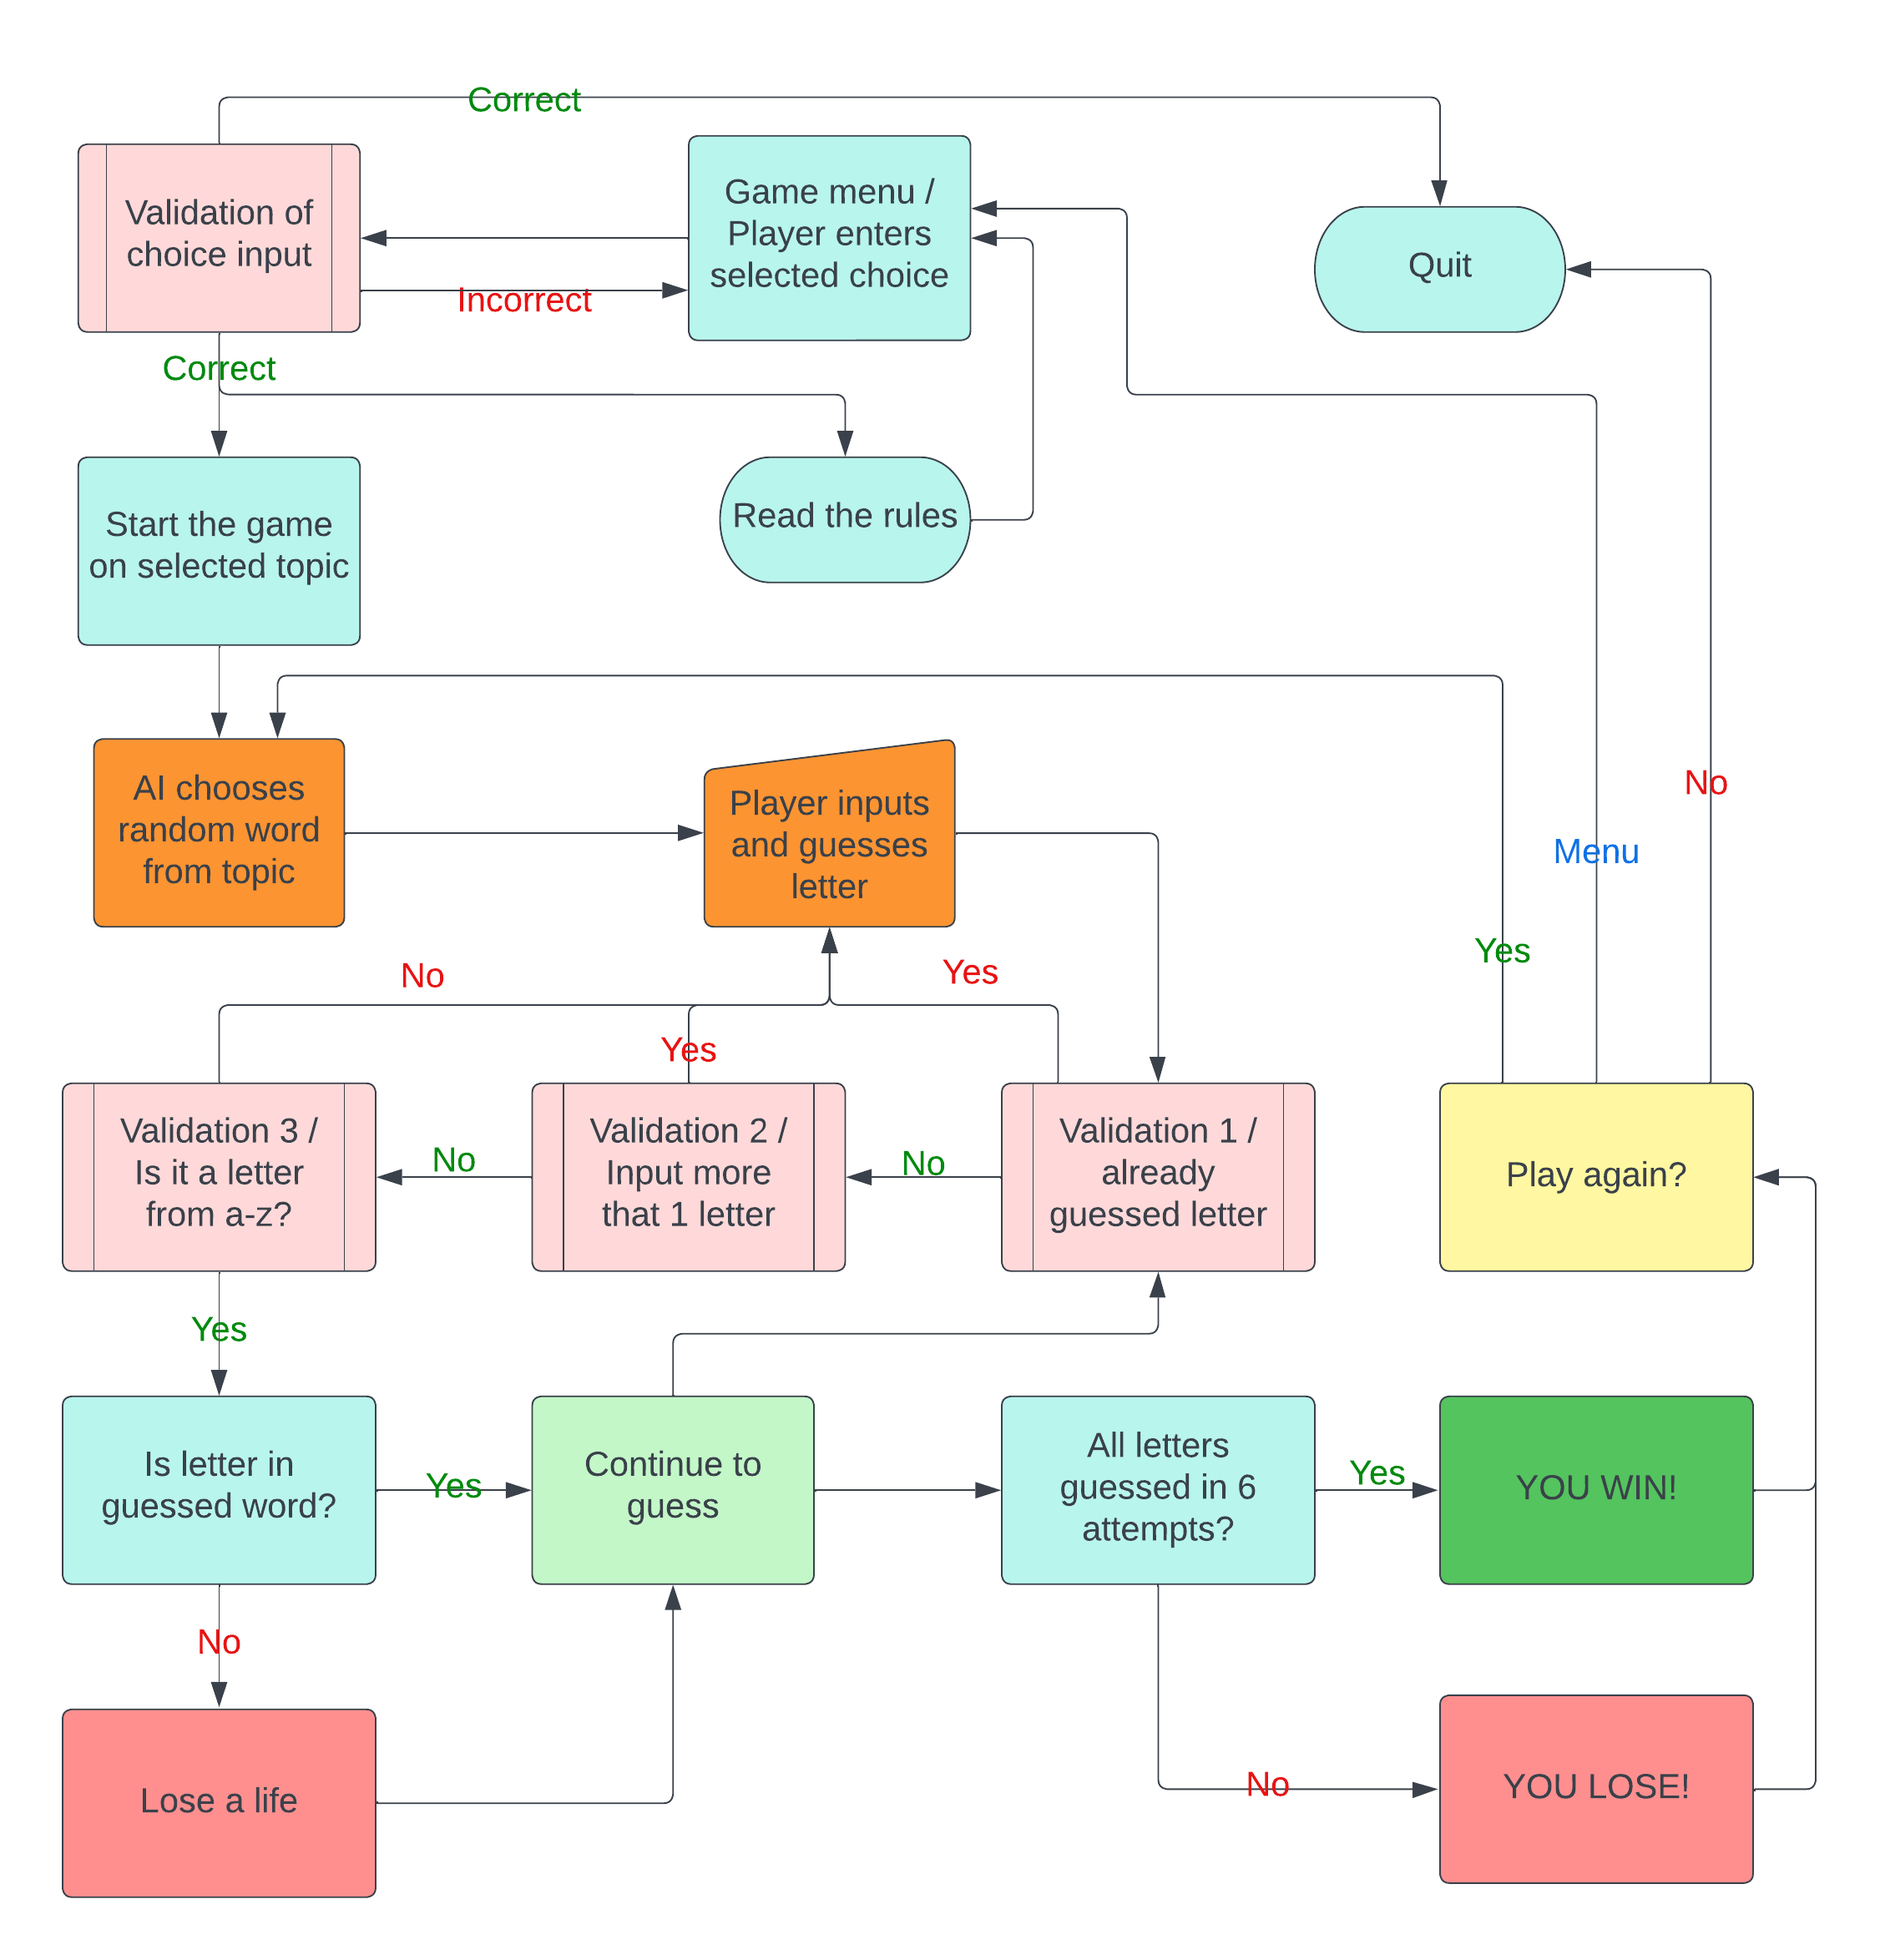 Correct
Validation of
choice input
Game menu /
Player enters
selected choice
Quit
Incorrect
Correct
Start the game
on selected topic
Read the rules
AI chooses
random word
from topic
Player inputs
and guesses
letter
No
Menu
Yes
No
Yes
Yes
Validation 3 /
Is it a letter
from a-z?
No
Validation 2 /
Input more
that 1 letter
No
Validation 1 /
already
guessed letter
Play again?
Yes
Is letter in
guessed word?
Yes
Continue to
guess
All letters
guessed in 6
attempts?
Yes
YOU WIN!
No
Lose a life
No
YOU LOSE!